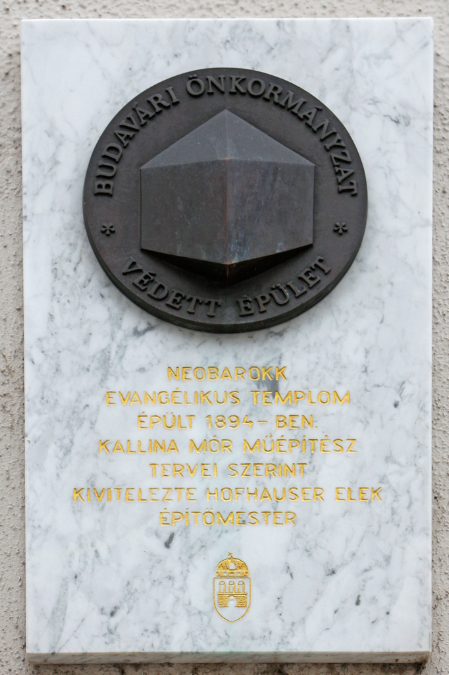 BUDAVÁRI ÖNKORMÁNYZAT
* VÉDETT ÉPÜLET *
NEOBAROKK
EVANGÉLIKUS TEMPLOM
ÉPÜLT 1894-BEN.
KALLINA MÓR MŰÉPÍTÉSZ
TERVEI SZERINT
KIVITELEZTE HOFHAUSER ELEK
ÉPÍTŐMESTER